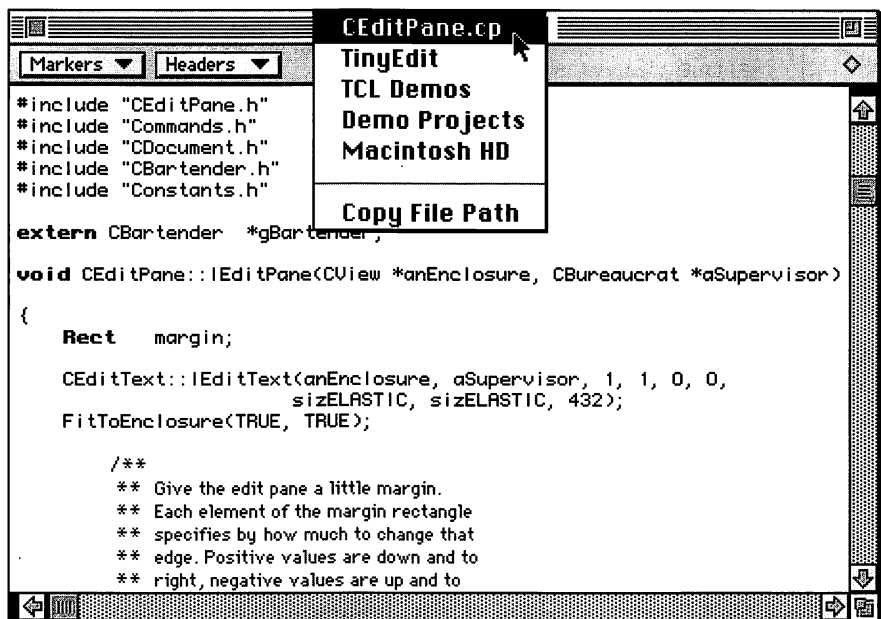 CEditPane.cp
TinyEdit
TCL Demos
Demo Projects
Macintosh HD
Copy File Path
Markers ▼ Headers ▼
#include "CEditPane.h"
#include "Commands.h"
#include "CDocument.h"
#include "CBartender.h"
#include "Constants.h"
extern CBartender *gBartender;
void CEditPane::IEditPane(CView *anEnclosure, CBureaucrat *aSupervisor)
{
Rect margin;
CEditText::IEditText(anEnclosure, aSupervisor, 1, 1, 0, 0,
sizELASTIC, sizELASTIC, 432);
FitToEnclosure(TRUE, TRUE);
/**
** Give the edit pane a little margin.
** Each element of the margin rectangle
** specifies by how much to change that
** edge. Positive values are down and to
** right, negative values are up and to